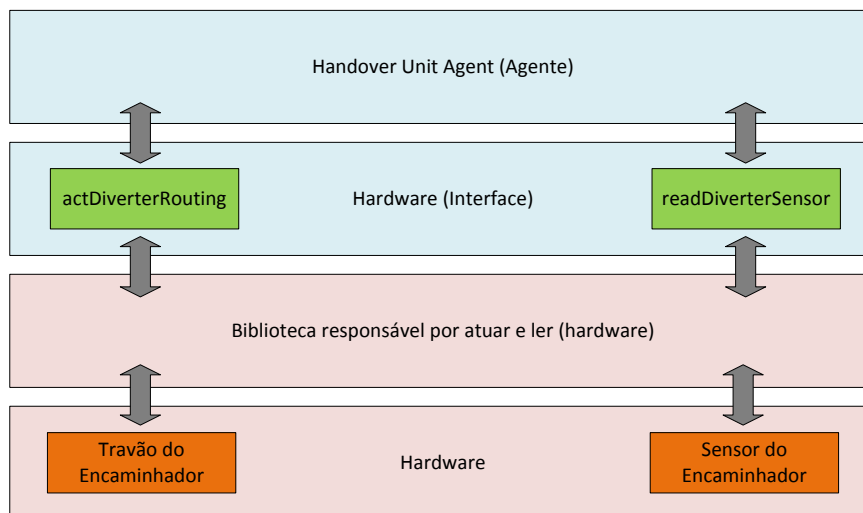 Handover Unit Agent (Agente)
actDiverterRouting
Hardware (Interface)
readDiverterSensor
Biblioteca responsável por atuar e ler (hardware)
Travão do
Encaminhador
Hardware
Sensor do
Encaminhador